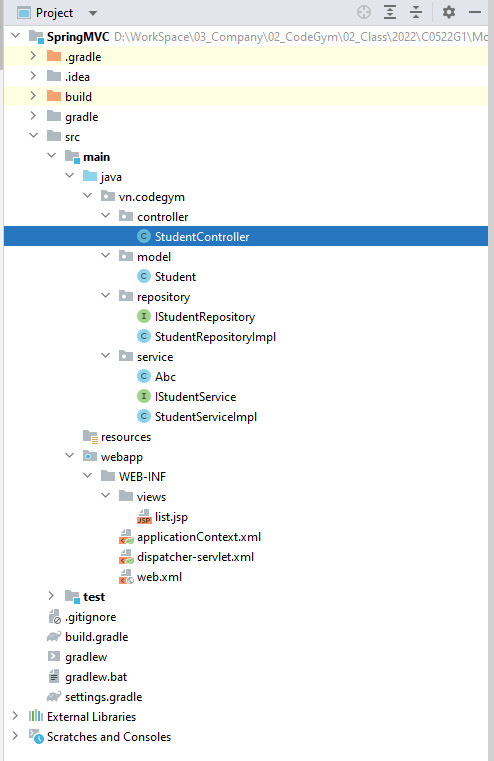 Project
SpringMVC D:\WorkSpace\03_Company\02_CodeGym\02_Class\2022\C0522G1\Mo
.gradle
.idea
build
gradle
src
main
java
vn.codegym
controller
C StudentController
model
C Student
repository
I IStudentRepository
C StudentRepositoryImpl
service
C Abc
I IStudentService
C StudentServiceImpl
resources
webapp
WEB-INF
views
JSP list.jsp
applicationContext.xml
dispatcher-servlet.xml
web.xml
test
.gitignore
build.gradle
gradlew
gradlew.bat
settings.gradle
External Libraries
Scratches and Consoles